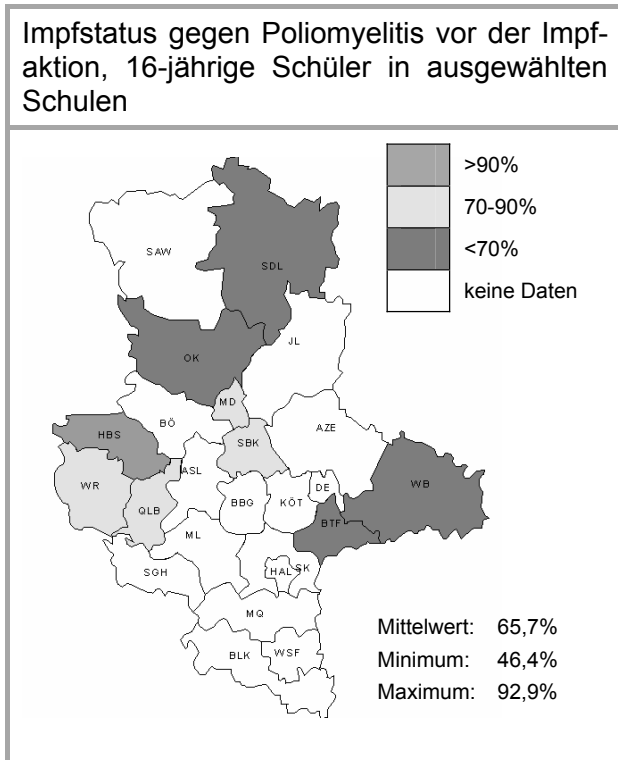 Impfstatus gegen Poliomyelitis vor der Impf-
aktion, 16-jährige Schüler in ausgewählten
Schulen
>90%
70-90%
<70%
keine Daten
SAW
SDL
OK
JL
MD
BÖ
AZE
HBS
SBK
ASL
WR
QLB
BBG
KÖT
DE
WB
BTF
ML
SGH
HAL
SK
MQ
BLK
WSF
Mittelwert: 65,7%
Minimum: 46,4%
Maximum: 92,9%